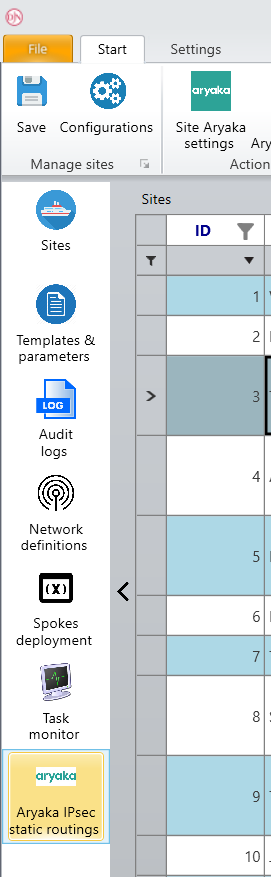 File Start Settings
aryaka
Save Configurations Site Aryaka
settings
Manage sites Action
Sites
ID
Sites
Templates &
parameters
LOG
Audit
logs
Network
definitions
(X)
Spokes
deployment
Task
monitor
aryaka
Aryaka IPsec
static routings
1
2
3
4
5
6
7
8
9
10